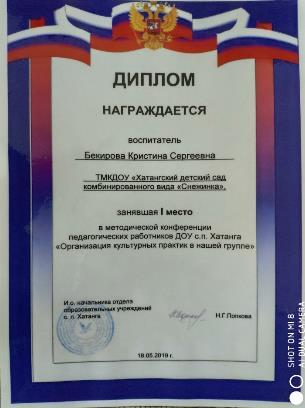 ДИПЛОМ
НАГРАЖДАЕТСЯ
воспитатель
Бекирова Кристина Сергеевна
ТМКДОУ «Хатангский детский сад
комбинированного вида «Снежинка»,
занявшая I место
в методической конференции
педагогических работников ДОУ с.п. Хатанга
«Организация культурных практик в нашей группе»
И.о. начальника отдела
образовательных учреждений
с. п. Хатанга
Н.Г.Попкова
18.05.2019 г.
SHOT ON MI 8
AI DUAL CAMERA